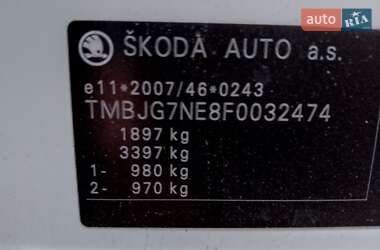 auto RIA
ŠKODA AUTO a.s.
e11*2007/46*0243
TMBJG7NE8F0032474
1897 kg
3397 kg
1- 980 kg
2- 970 kg